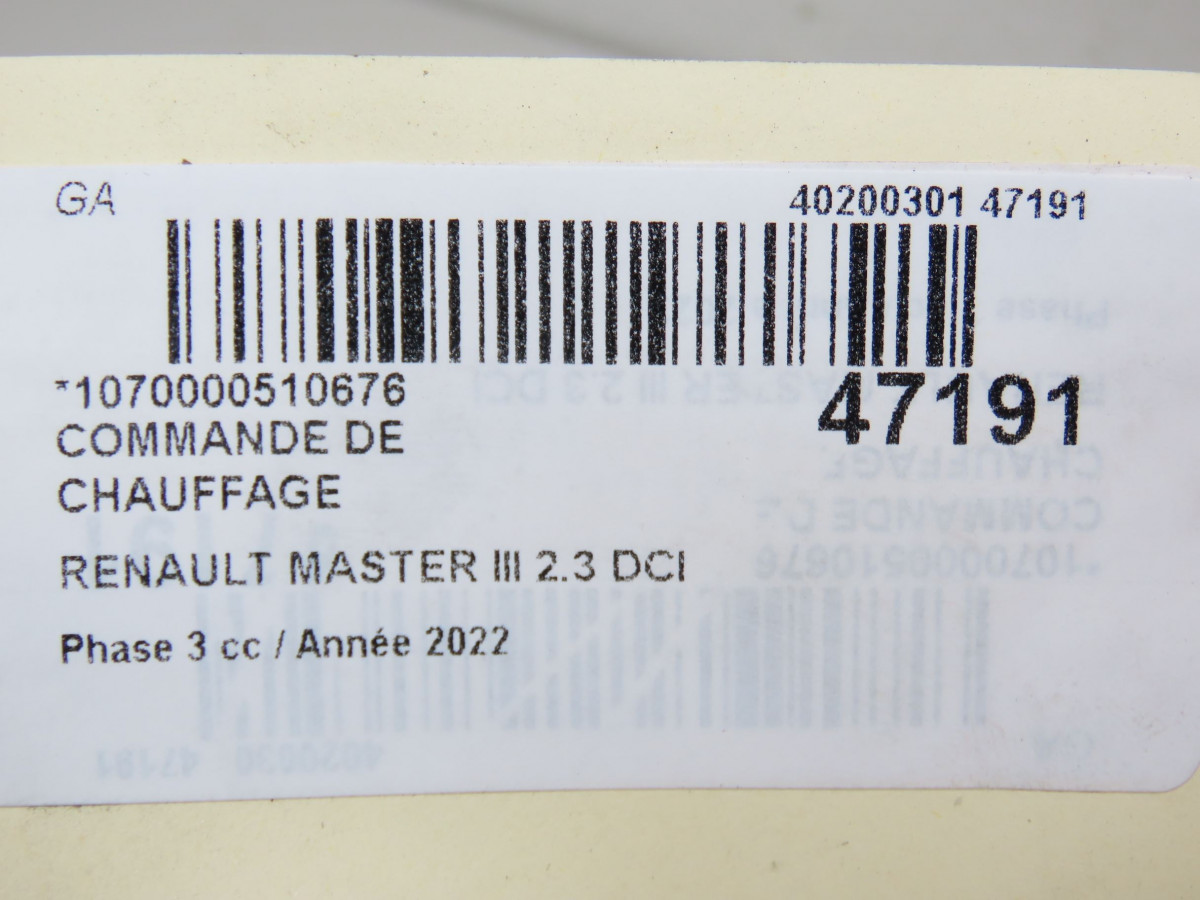 GA
40200301 47191
*1070000510676
47191
COMMANDE DE
CHAUFFAGE
RENAULT MASTER III 2.3 DCI
Phase 3 cc / Année 2022